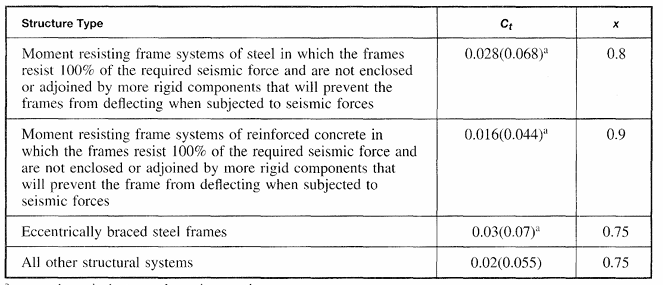 Structure Type Ct x
Moment resisting frame systems of steel in which the frames 0.028(0.068)a 0.8
resist 100% of the required seismic force and are not enclosed
or adjoined by more rigid components that will prevent the
frames from deflecting when subjected to seismic forces
Moment resisting frame systems of reinforced concrete in 0.016(0.044)a 0.9
which the frames resist 100% of the required seismic force and
are not enclosed or adjoined by more rigid components that
will prevent the frame from deflecting when subjected to
seismic forces
Eccentrically braced steel frames 0.03(0.07)a 0.75
All other structural systems 0.02(0.055) 0.75